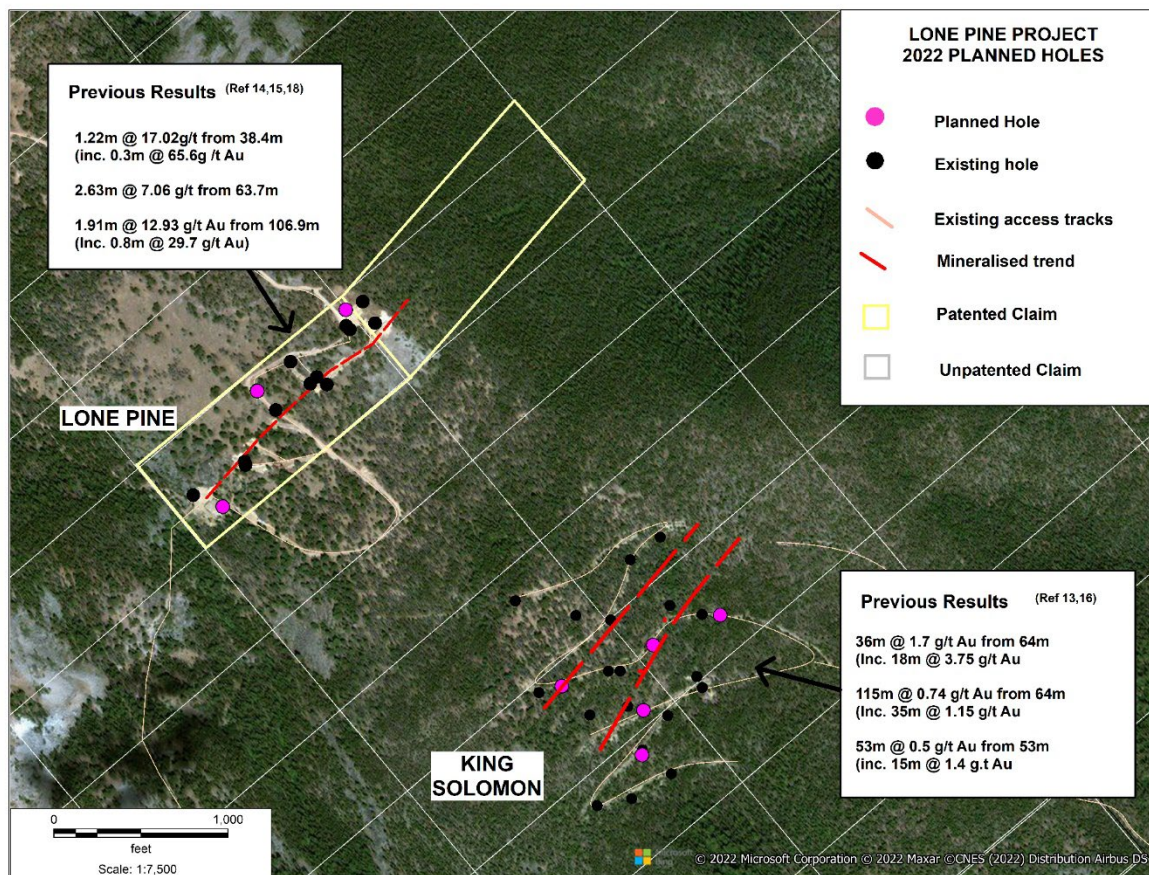 Previous Results (Ref 14,15,18)
1.22m @ 17.02g/t from 38.4m
(inc. 0.3m @ 65.6g /t Au
2.63m @ 7.06 g/t from 63.7m
1.91m @ 12.93 g/t Au from 106.9m
(Inc. 0.8m @ 29.7 g/t Au)
LONE PINE PROJECT
2022 PLANNED HOLES
Planned Hole
Existing hole
Existing access tracks
Mineralised trend
Patented Claim
Unpatented Claim
LONE PINE
KING
SOLOMON
Previous Results (Ref 13,16)
36m @ 1.7 g/t Au from 64m
(Inc. 18m @ 3.75 g/t Au
115m @ 0.74 g/t Au from 64m
(Inc. 35m @ 1.15 g/t Au
53m @ 0.5 g/t Au from 53m
(inc. 15m @ 1.4 g.t Au
0 1,000
feet
Scale: 1:7,500
© 2022 Microsoft Corporation © 2022 Maxar ©CNES (2022) Distribution Airbus DS